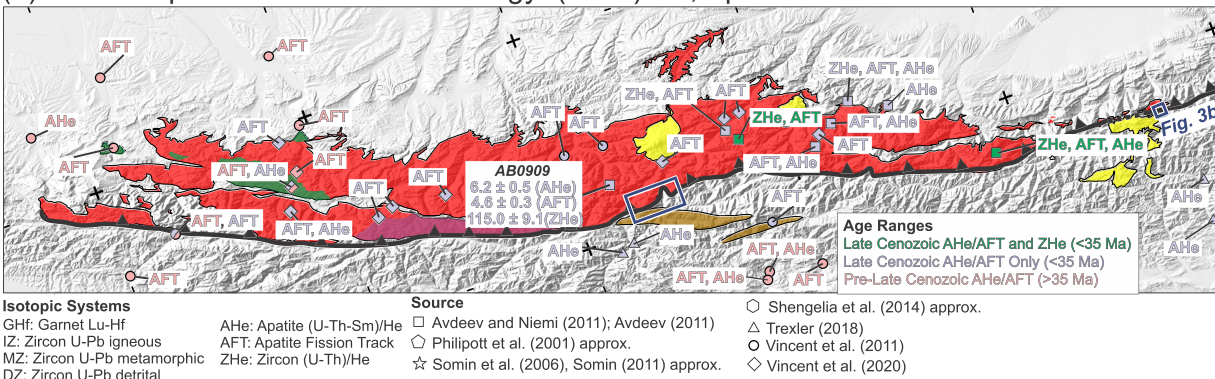 AFT
AFT
ZHe, AFT, AHe
AHe
ZHe, AFT
AFT
AFT
AFT
AFT
AHe
AFT
AFT
ZHe, AFT
AFT, AHe
Fig. 3b
AFT
AFT
AFT
ZHe, AFT, AHe
AFT, AHe
AFT, AHe
AB0909
6.2 ± 0.5 (AHe)
4.6 ± 0.3 (AFT)
115.0 ± 9.1(ZHe)
AFT
AFT
AFT
AFT, AFT
AFT, AHe
AHe
AHe
AFT, AHe
AHe
AFT
AFT, AHe
AFT
Age Ranges
Late Cenozoic AHe/AFT and ZHe (<35 Ma)
Late Cenozoic AHe/AFT Only (<35 Ma)
Pre-Late Cenozoic AHe/AFT (>35 Ma)
Isotopic Systems
GHf: Garnet Lu-Hf
IZ: Zircon U-Pb igneous
MZ: Zircon U-Pb metamorphic
DZ: Zircon U-Pb detrital
AHe: Apatite (U-Th-Sm)/He
AFT: Apatite Fission Track
ZHe: Zircon (U-Th)/He
Source
Avdeev and Niemi (2011); Avdeev (2011)
Philipott et al. (2001) approx.
Somin et al. (2006), Somin (2011) approx.
Shengelia et al. (2014) approx.
Trexler (2018)
Vincent et al. (2011)
Vincent et al. (2020)